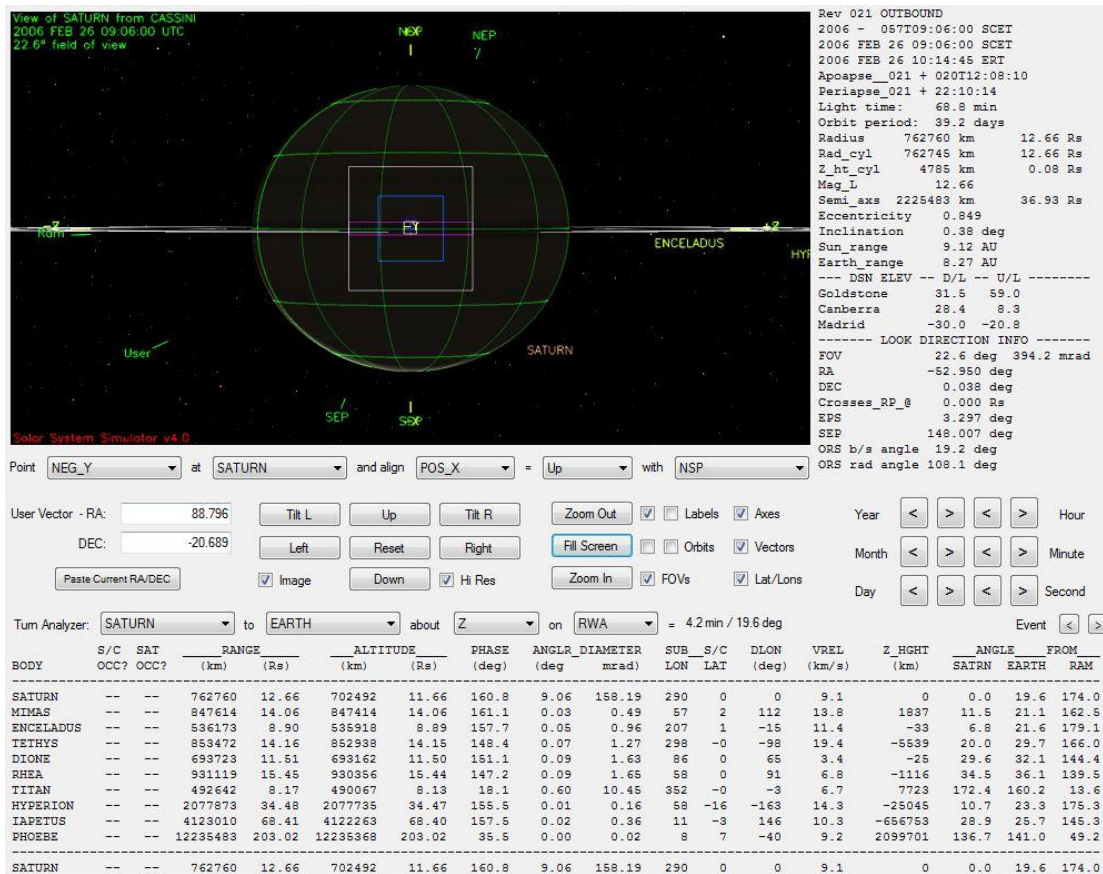 View of SATURN from CASSINI
2006 FEB 26 09:06:00 UTC
22.6° field of view
NEP
-Z
Ram
-Y
+Z
ENCELADUS
HYP
User
SATURN
SEP
Solar System Simulator v4.0
Rev 021 OUTBOUND
2006 - 057T09:06:00 SCET
2006 FEB 26 09:06:00 SCET
2006 FEB 26 10:14:45 ERT
Apoapse__021 + 020T12:08:10
Periapse_021 + 22:10:14
Light time: 68.8 min
Orbit period: 39.2 days
Radius 762760 km 12.66 Rs
Rad_cyl 762745 km 12.66 Rs
Z_ht_cyl 4785 km 0.08 Rs
Mag_L 12.66
Semi_axs 2225483 km 36.93 Rs
Eccentricity 0.849
Inclination 0.38 deg
Sun_range 9.12 AU
Earth_range 8.27 AU
--- DSN ELEV -- D/L -- U/L --------
Goldstone 31.5 59.0
Canberra 28.4 8.3
Madrid -30.0 -20.8
------- LOOK DIRECTION INFO -------
FOV 22.6 deg 394.2 mrad
RA -52.950 deg
DEC 0.038 deg
Crosses_RP_@ 0.000 Rs
EPS 3.297 deg
SEP 148.007 deg
ORS b/s angle 19.2 deg
ORS rad angle 108.1 deg
Point NEG_Y at SATURN and align POS_X = Up with NSP
User Vector - RA: 88.796 Tilt L Up Tilt R Zoom Out Labels Axes Year < > < > Hour
DEC: -20.689 Left Reset Right Fill Screen Orbits Vectors Month < > < > Minute
Paste Current RA/DEC Image Down Hi Res Zoom In FOVs Lat/Lons Day < > < > Second
Turn Analyzer: SATURN to EARTH about Z on RWA = 4.2 min / 19.6 deg Event < >
S/C SAT _____RANGE_____ ____ALTITUDE____ PHASE ANGLR_DIAMETER SUB__S/C DLON VREL Z_HGHT ___ANGLE____FROM___
BODY OCC? OCC? (km) (Rs) (km) (Rs) (deg) (deg mrad) LON LAT (deg) (km/s) (km) SATRN EARTH RAM
SATURN -- -- 762760 12.66 702492 11.66 160.8 9.06 158.19 290 0 0 9.1 0 0.0 19.6 174.0
MIMAS -- -- 847614 14.06 847414 14.06 161.1 0.03 0.49 57 2 112 13.8 1837 11.5 21.1 162.5
ENCELADUS -- -- 536173 8.90 535918 8.89 157.7 0.05 0.96 207 1 -15 11.4 -33 6.8 21.6 179.1
TETHYS -- -- 853472 14.16 852938 14.15 148.4 0.07 1.27 298 -0 -98 19.4 -5539 20.0 29.7 166.0
DIONE -- -- 693723 11.51 693162 11.50 151.1 0.09 1.63 86 0 65 3.4 -25 29.6 32.1 144.4
RHEA -- -- 931119 15.45 930356 15.44 147.2 0.09 1.65 58 0 91 6.8 -1116 34.5 36.1 139.5
TITAN -- -- 492642 8.17 490067 8.13 18.1 0.60 10.45 352 -0 -3 6.7 7723 172.4 160.2 13.6
HYPERION -- -- 2077873 34.48 2077735 34.47 155.5 0.01 0.16 58 -16 -163 14.3 -25045 10.7 23.3 175.3
IAPETUS -- -- 4123010 68.41 4122263 68.40 157.5 0.02 0.36 11 -3 146 10.3 -656753 28.9 25.7 145.3
PHOEBE -- -- 12235483 203.02 12235368 203.02 35.5 0.00 0.02 8 7 -40 9.2 2099701 136.7 141.0 49.2
SATURN -- -- 762760 12.66 702492 11.66 160.8 9.06 158.19 290 0 0 9.1 0 0.0 19.6 174.0